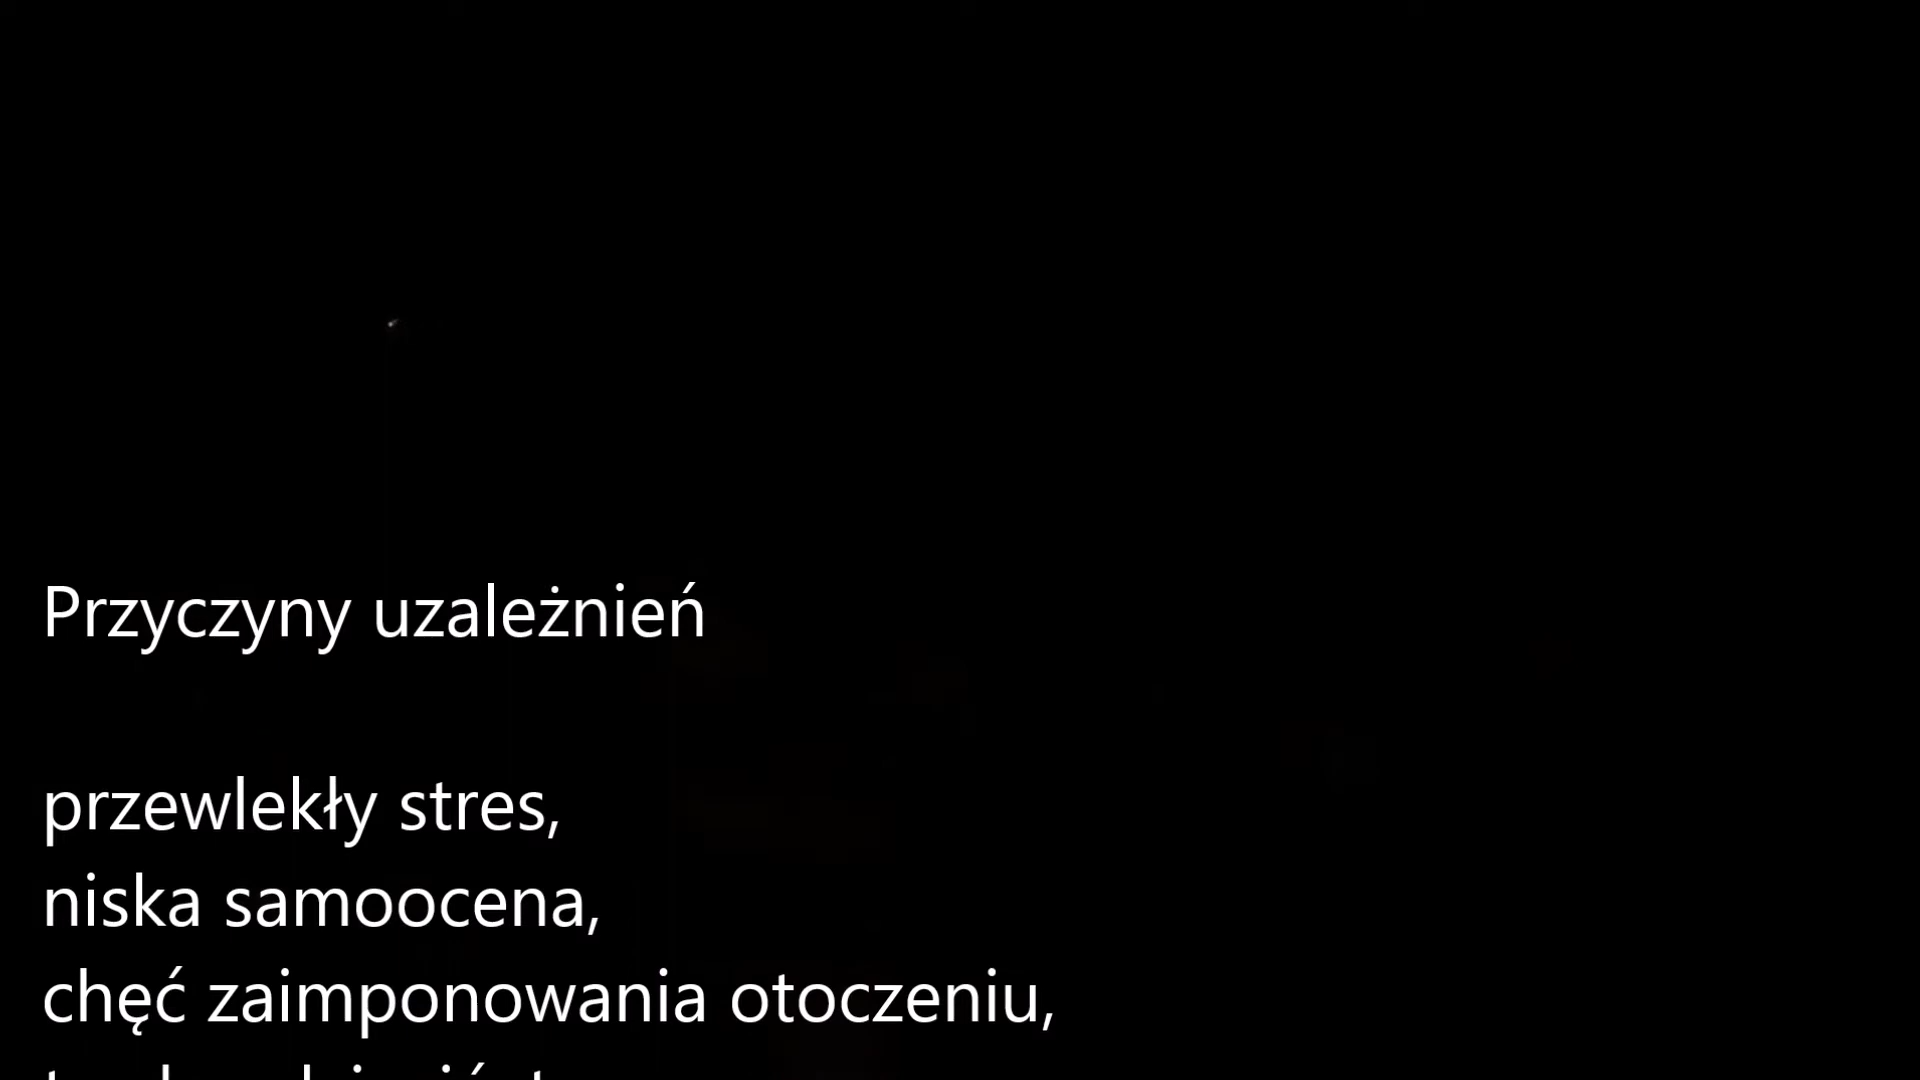 Przyczyny uzależnień
przewlekły stres,
niska samoocena,
chęć zaimponowania otoczeniu,